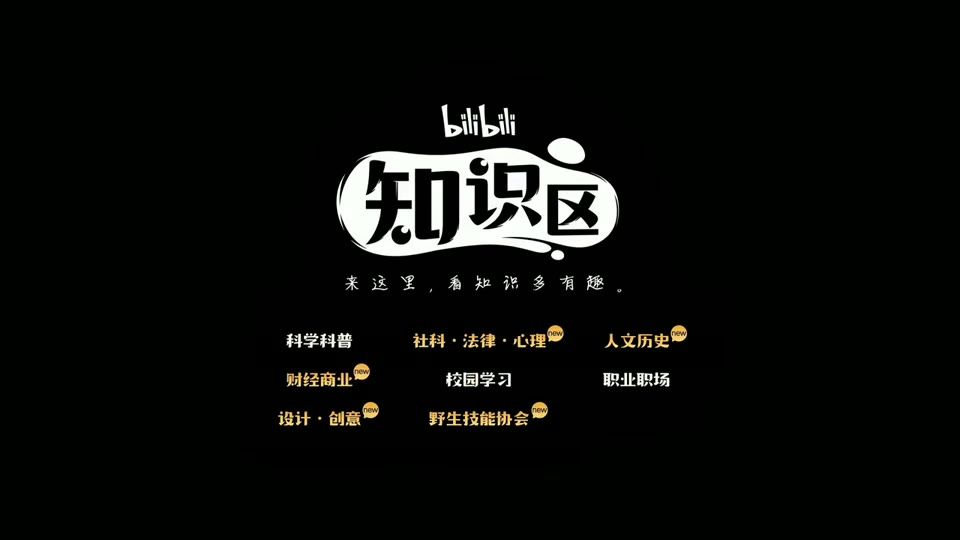 bilibili
知识区
来这里，看知识多有趣。
科学科普 社科·法律·心理 new 人文历史 new
财经商业 new 校园学习 职业职场
设计·创意 new 野生技能协会 new